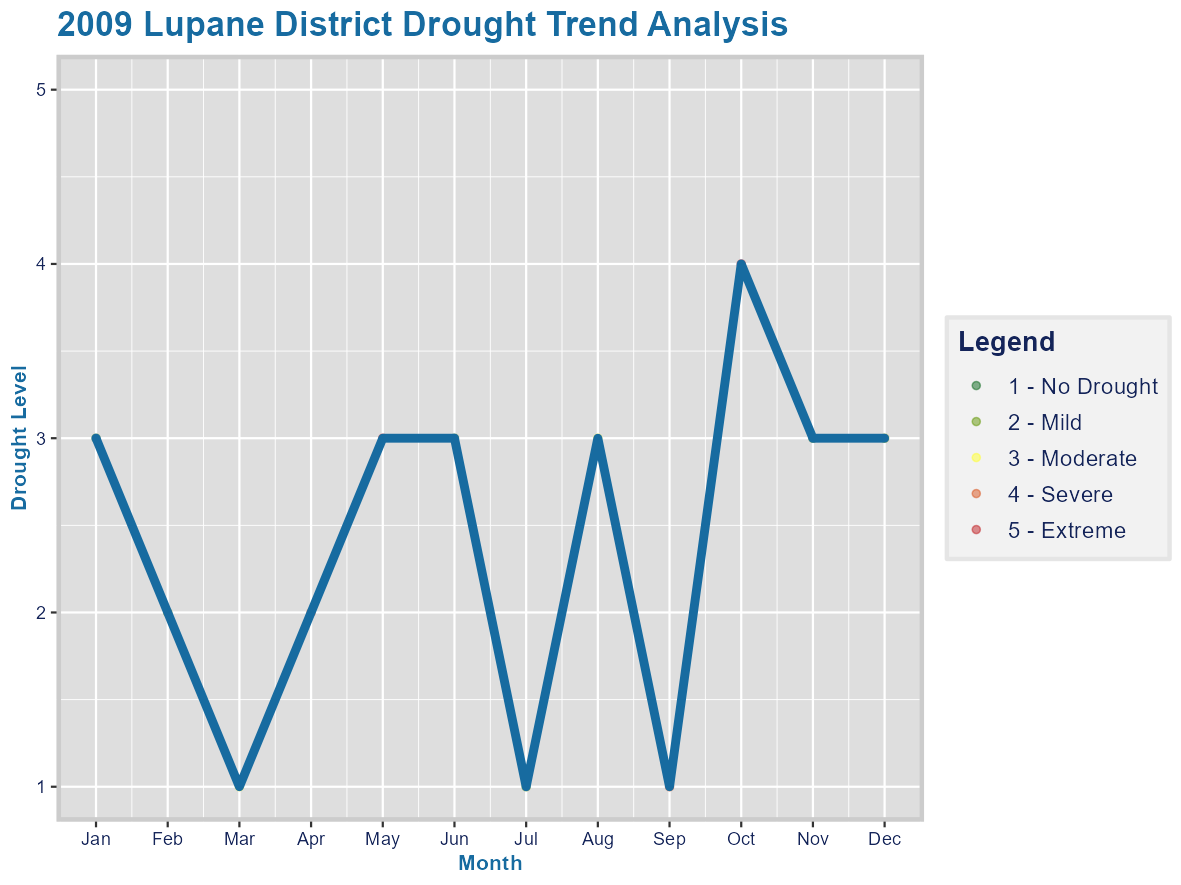 2009 Lupane District Drought Trend Analysis
5
4
3
2
1
Drought Level
Jan Feb Mar Apr May Jun Jul Aug Sep Oct Nov Dec
Month
Legend
1 - No Drought
2 - Mild
3 - Moderate
4 - Severe
5 - Extreme